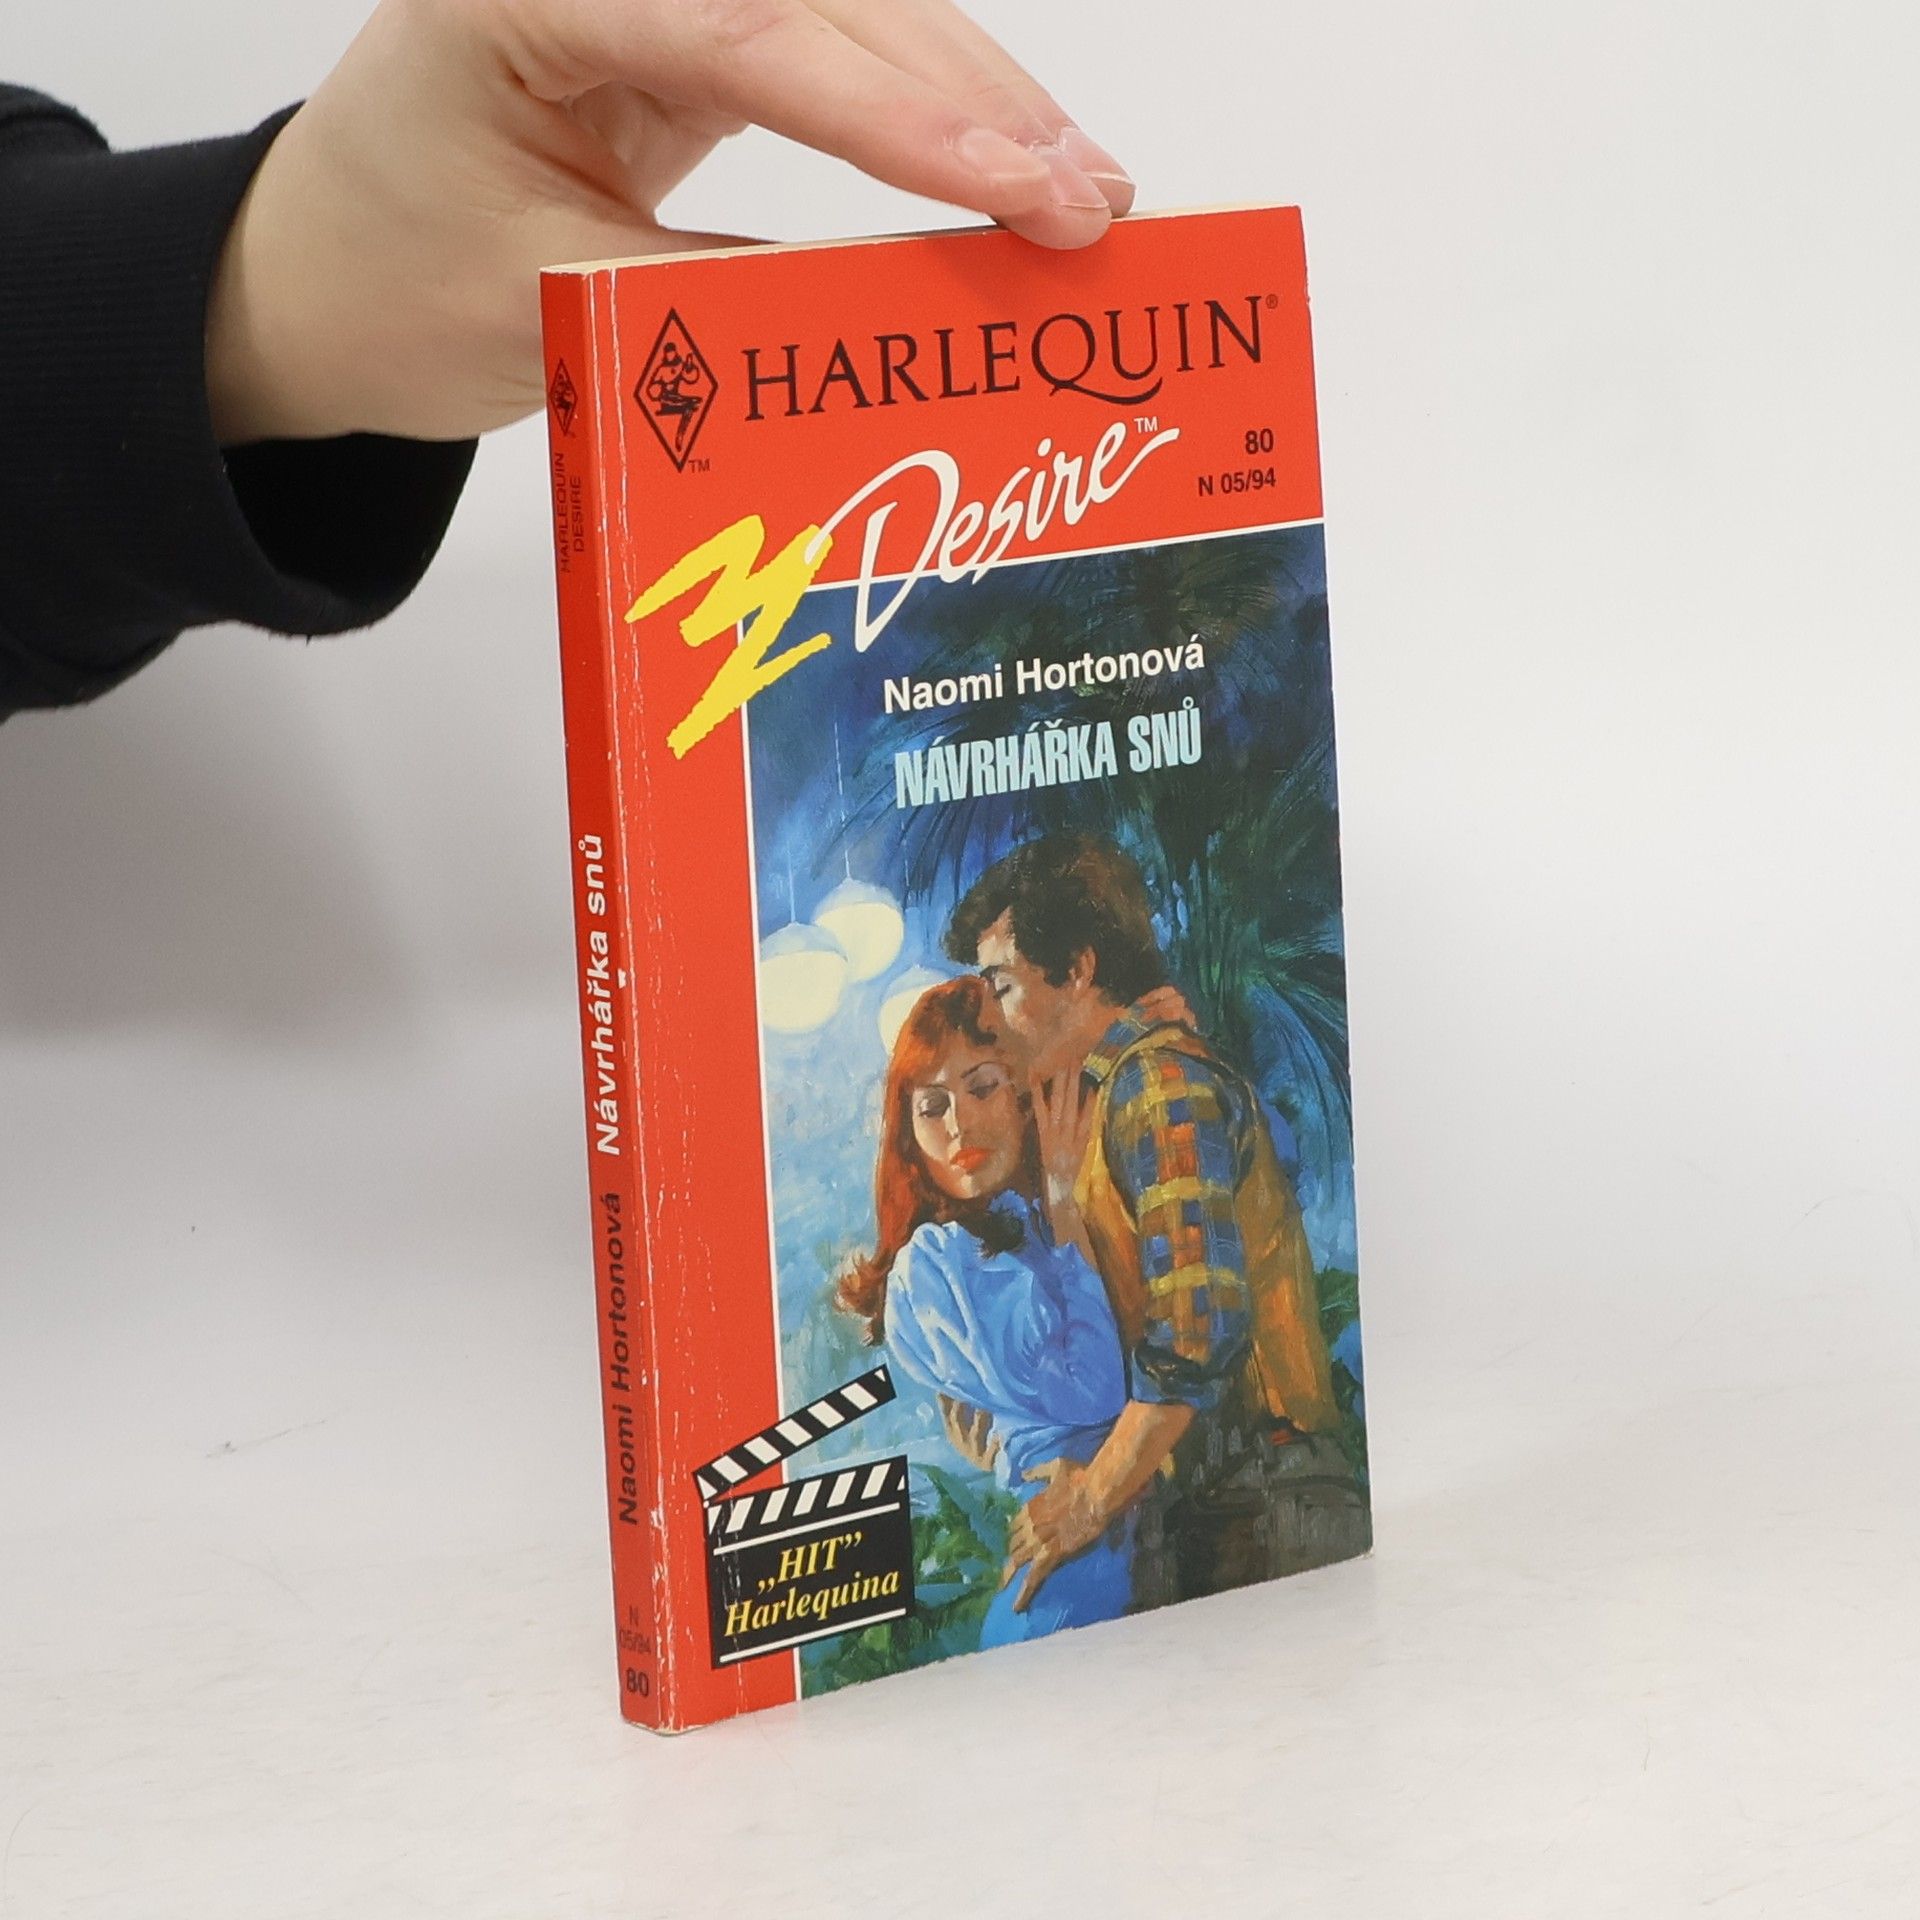 HARLEQUIN®
Desire™
80
N 05/94
Naomi Hortonová
NÁVRHÁŘKA SNŮ
„HIT”
Harlequina
TM
HARLEQUIN
DESIRE
Naomi Hortonová Návrhářka snů
N
05/94
80